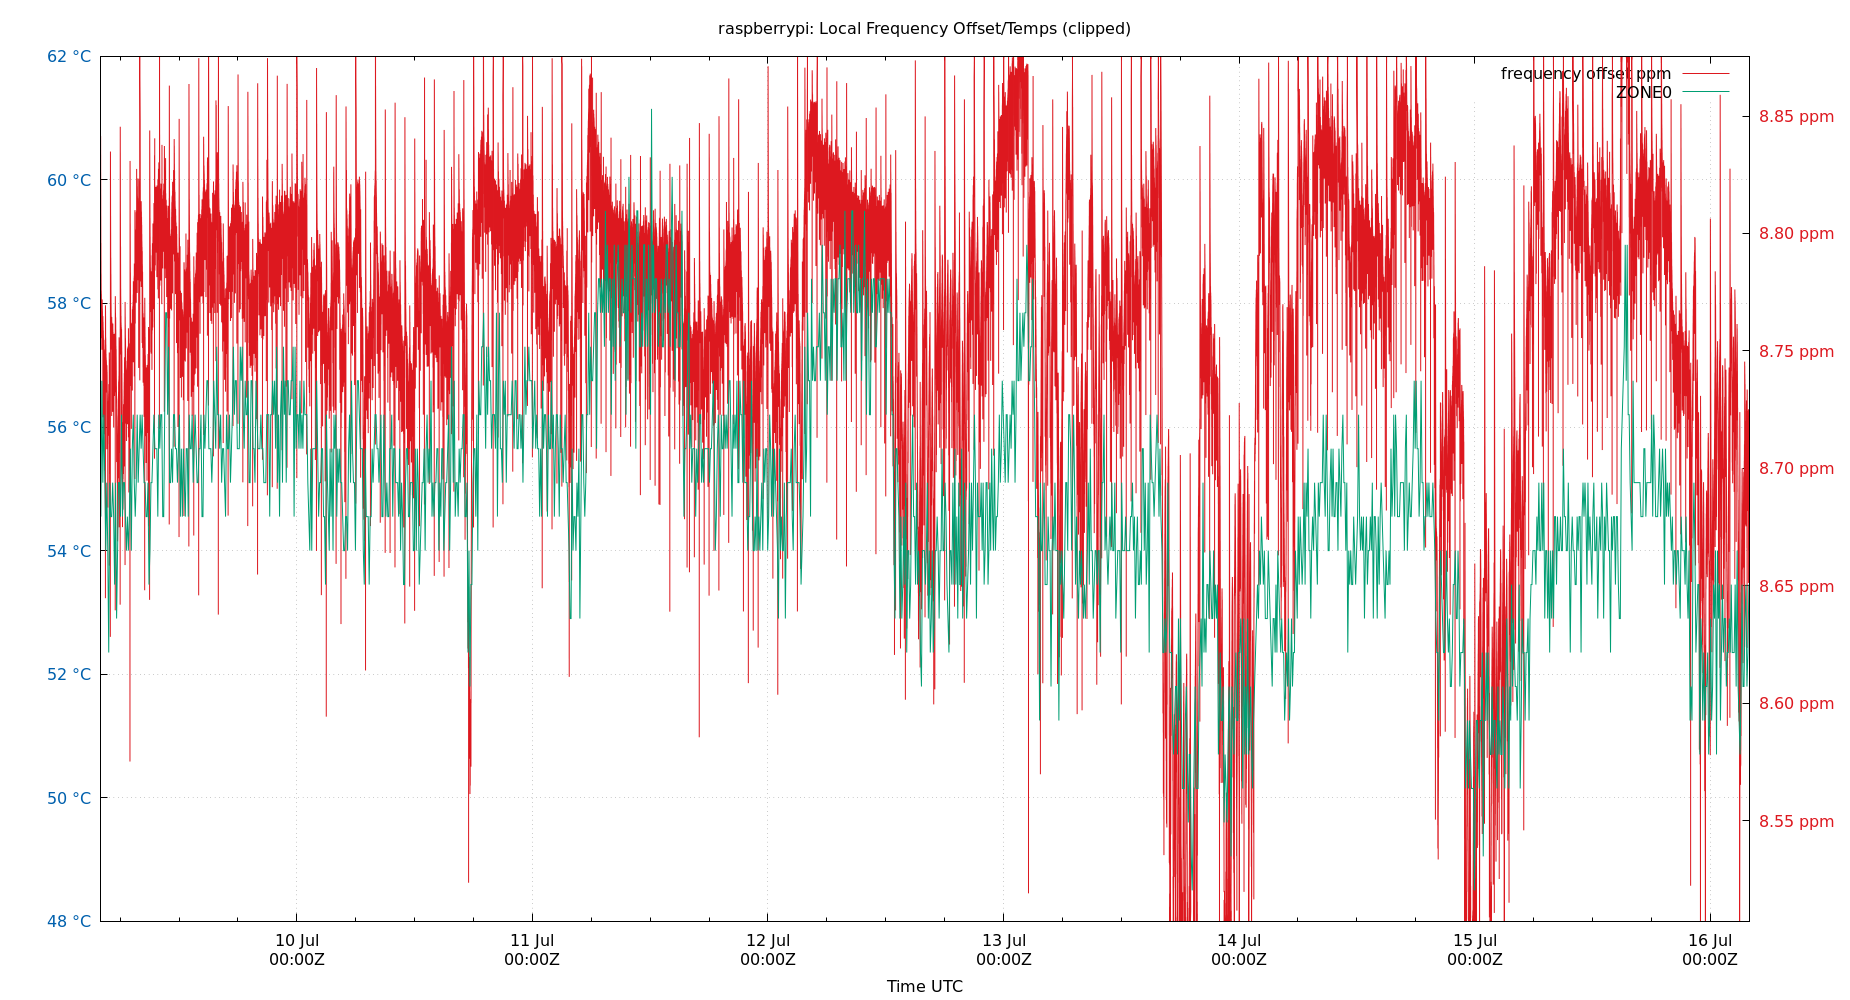 raspberrypi: Local Frequency Offset/Temps (clipped)
62 °C
60 °C
58 °C
56 °C
54 °C
52 °C
50 °C
48 °C
frequency offset ppm
ZONE0
8.85 ppm
8.80 ppm
8.75 ppm
8.70 ppm
8.65 ppm
8.60 ppm
8.55 ppm
10 Jul
00:00Z
11 Jul
00:00Z
12 Jul
00:00Z
13 Jul
00:00Z
14 Jul
00:00Z
15 Jul
00:00Z
16 Jul
00:00Z
Time UTC